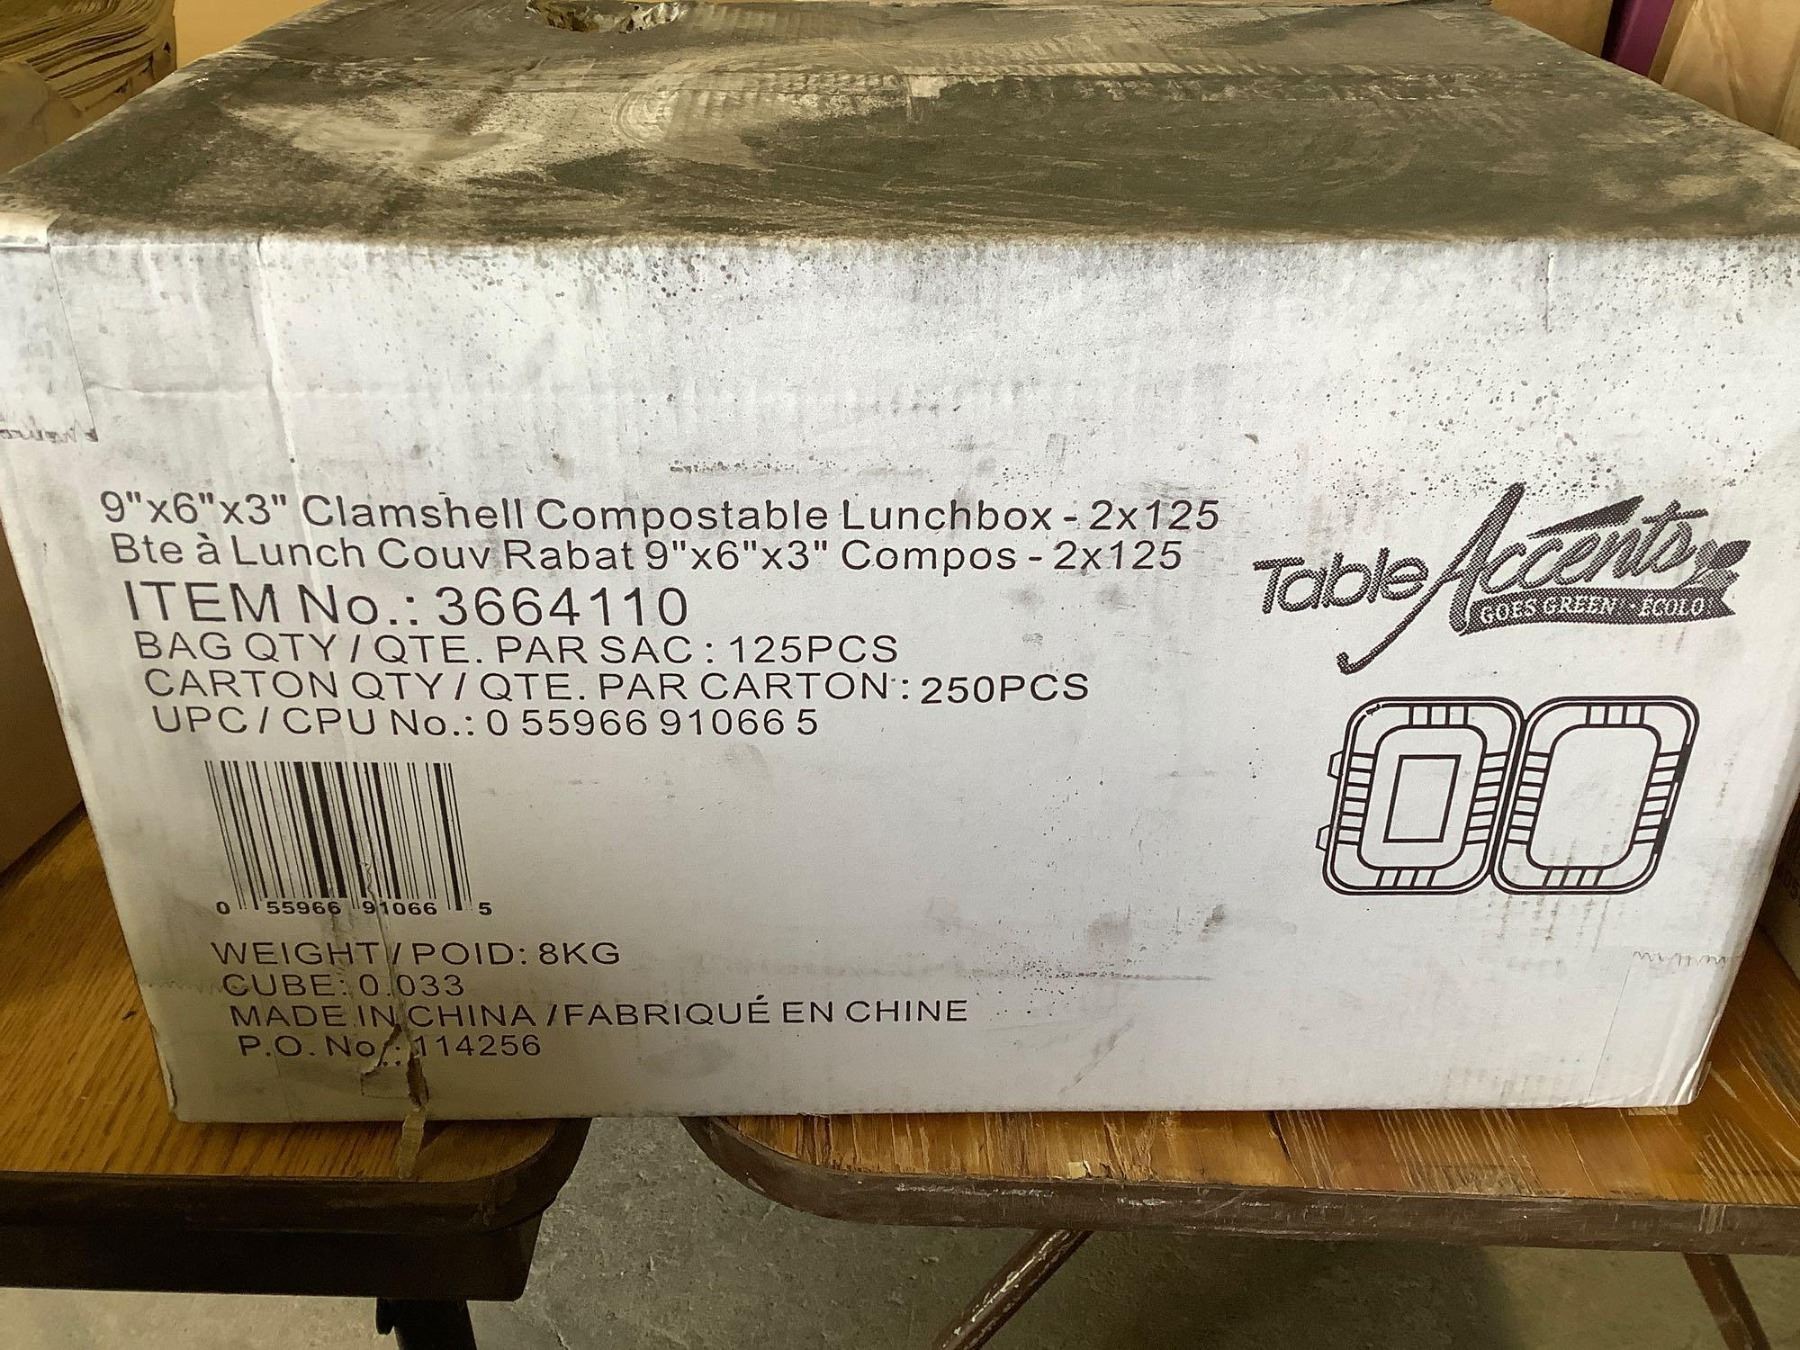 9"x6"x3" Clamshell Compostable Lunchbox - 2x125
Bte à Lunch Couv Rabat 9"x6"x3" Compos - 2x125
ITEM No.: 3664110
BAG QTY / QTE. PAR SAC : 125PCS
CARTON QTY / QTE. PAR CARTON : 250PCS
UPC / CPU No.: 0 55966 91066 5
Table Accents
GOES GREEN · ÉCOLO
0 55966 91066 5
WEIGHT / POID: 8KG
CUBE: 0.033
MADE IN CHINA / FABRIQUÉ EN CHINE
P.O. No.: 114256